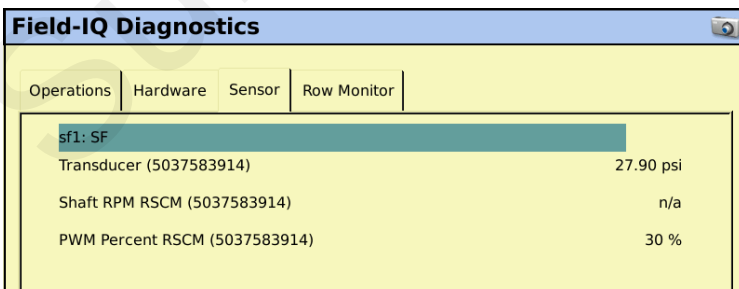 Field-IQ Diagnostics
Operations Hardware Sensor Row Monitor
sf1: SF
Transducer (5037583914) 27.90 psi
Shaft RPM RSCM (5037583914) n/a
PWM Percent RSCM (5037583914) 30 %